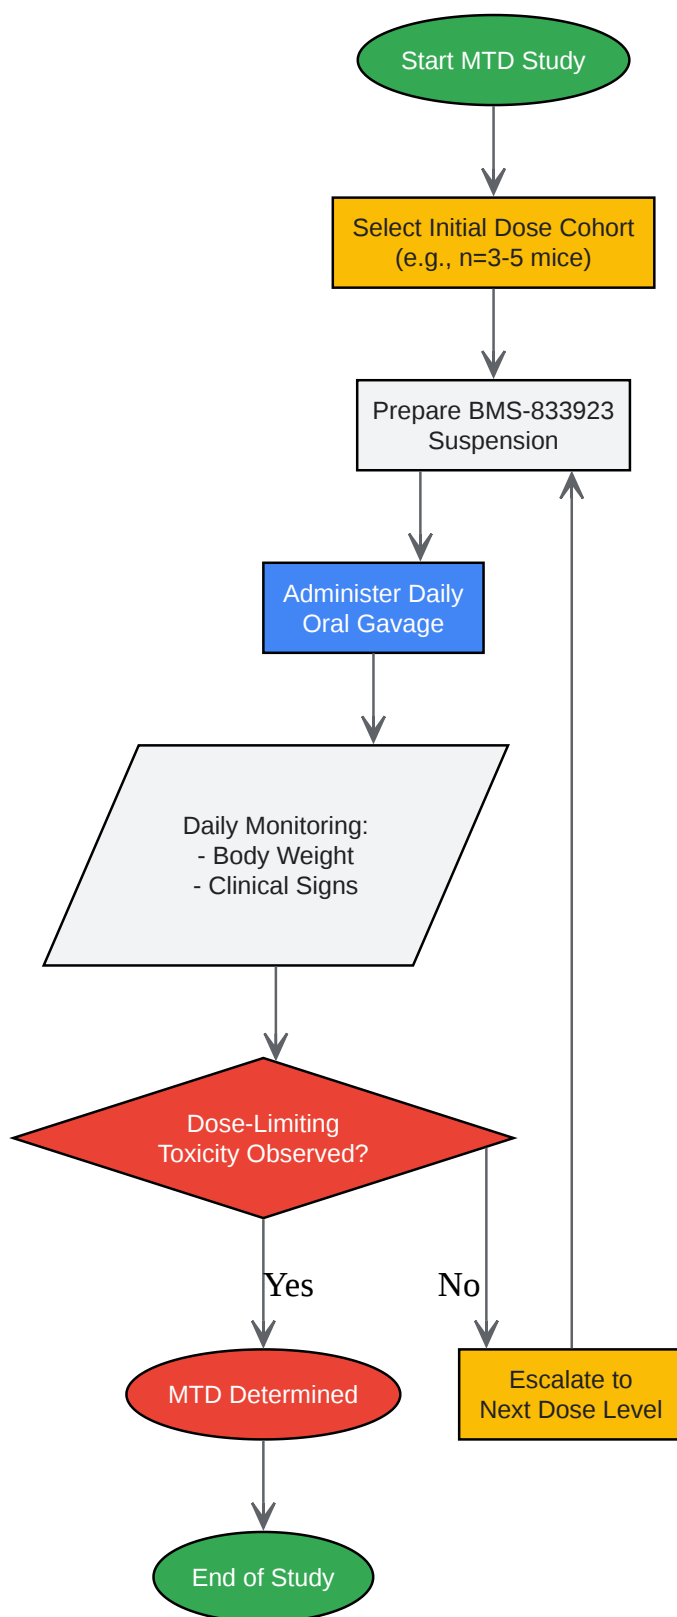 Start MTD Study
Select Initial Dose Cohort
(e.g., n=3-5 mice)
Prepare BMS-833923
Suspension
Administer Daily
Oral Gavage
Daily Monitoring:
- Body Weight
- Clinical Signs
Dose-Limiting
Toxicity Observed?
Yes
No
MTD Determined
Escalate to
Next Dose Level
End of Study